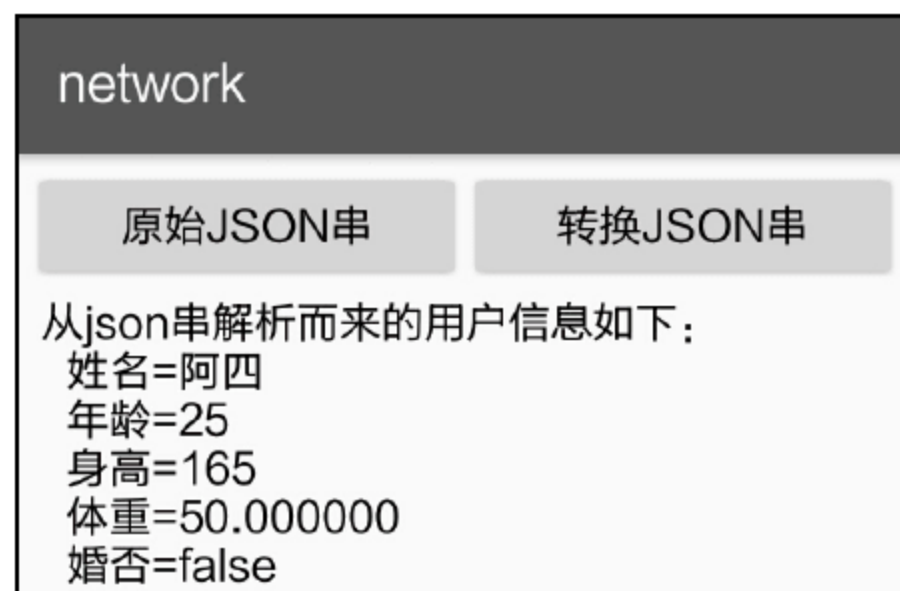 network
原始JSON串 转换JSON串
从json串解析而来的用户信息如下：
姓名=阿四
年龄=25
身高=165
体重=50.000000
婚否=false